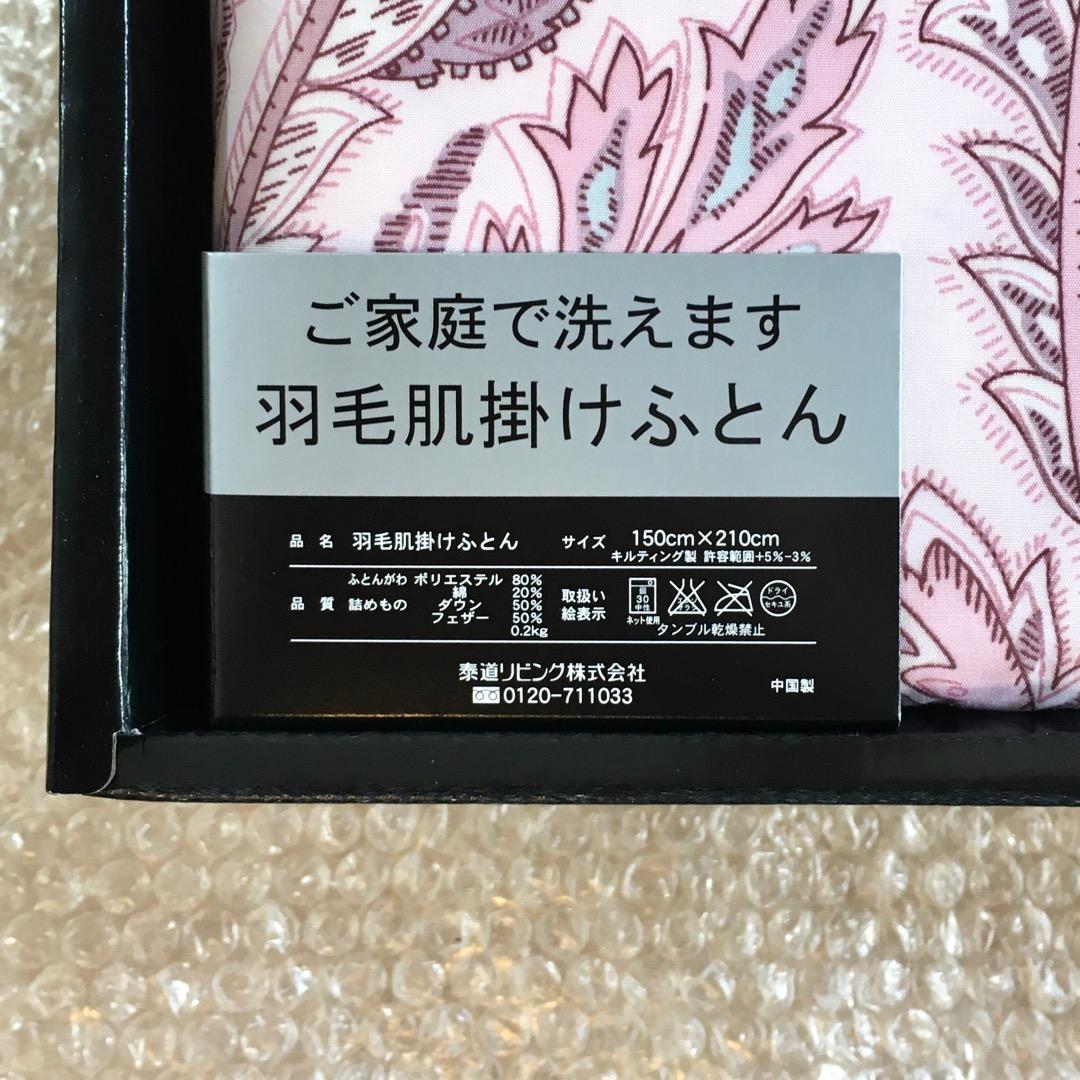 ご家庭で洗えます
羽毛肌掛けふとん
品 名 羽毛肌掛けふとん サイズ 150cm×210cm
キルティング製 許容範囲+5%-3%
品 質 ふとんがわ ポリエステル 80%
綿 20%
詰めもの ダウン 50%
フェザー 50%
0.2kg
取扱い
絵表示
弱
30
中性
ネット使用
ドライ
セキユ系
タンブル乾燥禁止
泰道リビング株式会社
0120-711033
中国製